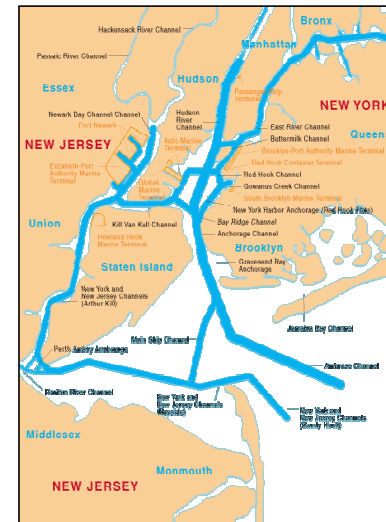 Bronx
Hackensack River Channel
Manhattan
Passaic River Channel
Hudson
Essex
Passenger Ship
Terminal
NEW YORK
Newark Bay Channel Channel
Hudson
River
Channel
Port Newark
East River Channel
Queens
NEW JERSEY
Auto Marine
Terminal
Buttermilk Channel
Brooklyn-Port Authority Marine Terminal
Red Hook Container Terminal
Elizabeth-Port
Authority Marine
Terminal
Red Hook Channel
Global
Marine
Terminal
Gowanus Creek Channel
South Brooklyn Marine Terminal
New York Harbor Anchorage (Red Hook Flats)
Union
Kill Van Kull Channel
Bay Ridge Channel
Anchorage Channel
Howland Hook
Marine Terminal
Brooklyn
Staten Island
Gravesend Bay
Anchorage
New York and
New Jersey Channels
(Arthur Kill)
Jamaica Bay Channel
Main Ship Channel
Perth Amboy Anchorage
Ambrose Channel
Raritan River Channel
New York and
New Jersey Channels
New York and
New Jersey Channels
(Sandy Hook)
Middlesex
Monmouth
NEW JERSEY